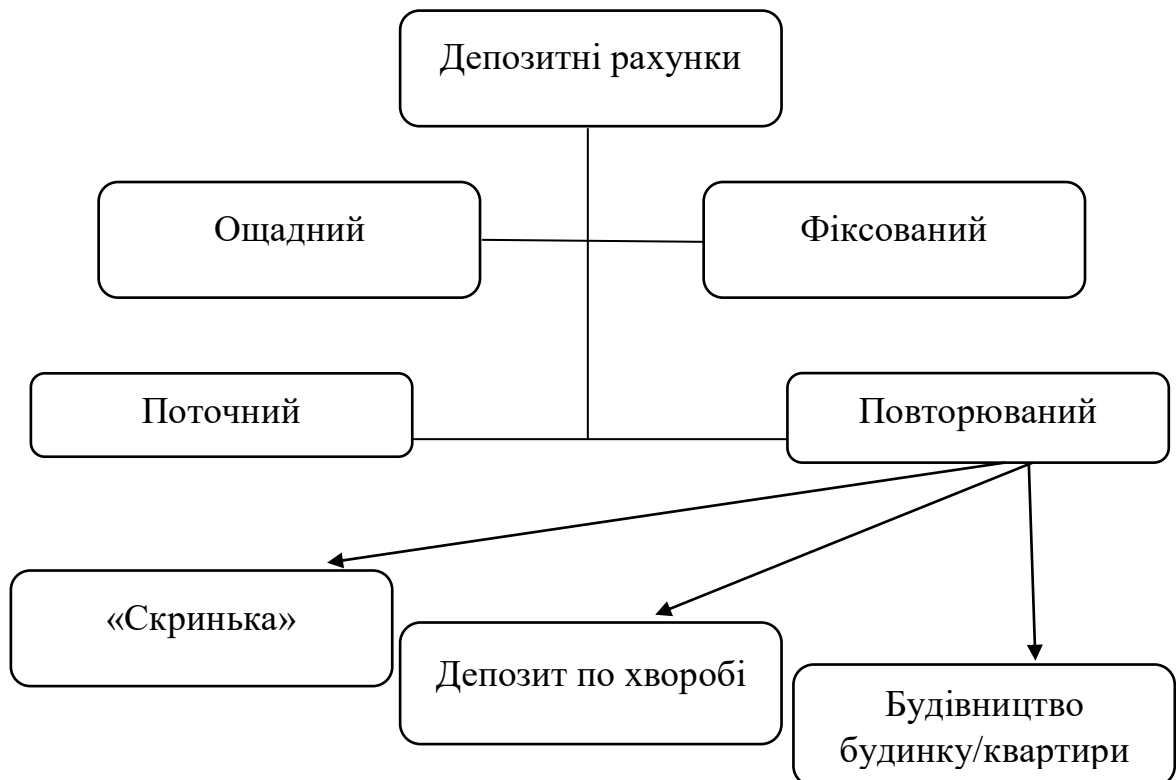 Депозитні рахунки
Ощадний
Фіксований
Поточний
Повторюваний
«Скринька»
Депозит по хворобі
Будівництво
будинку/квартири